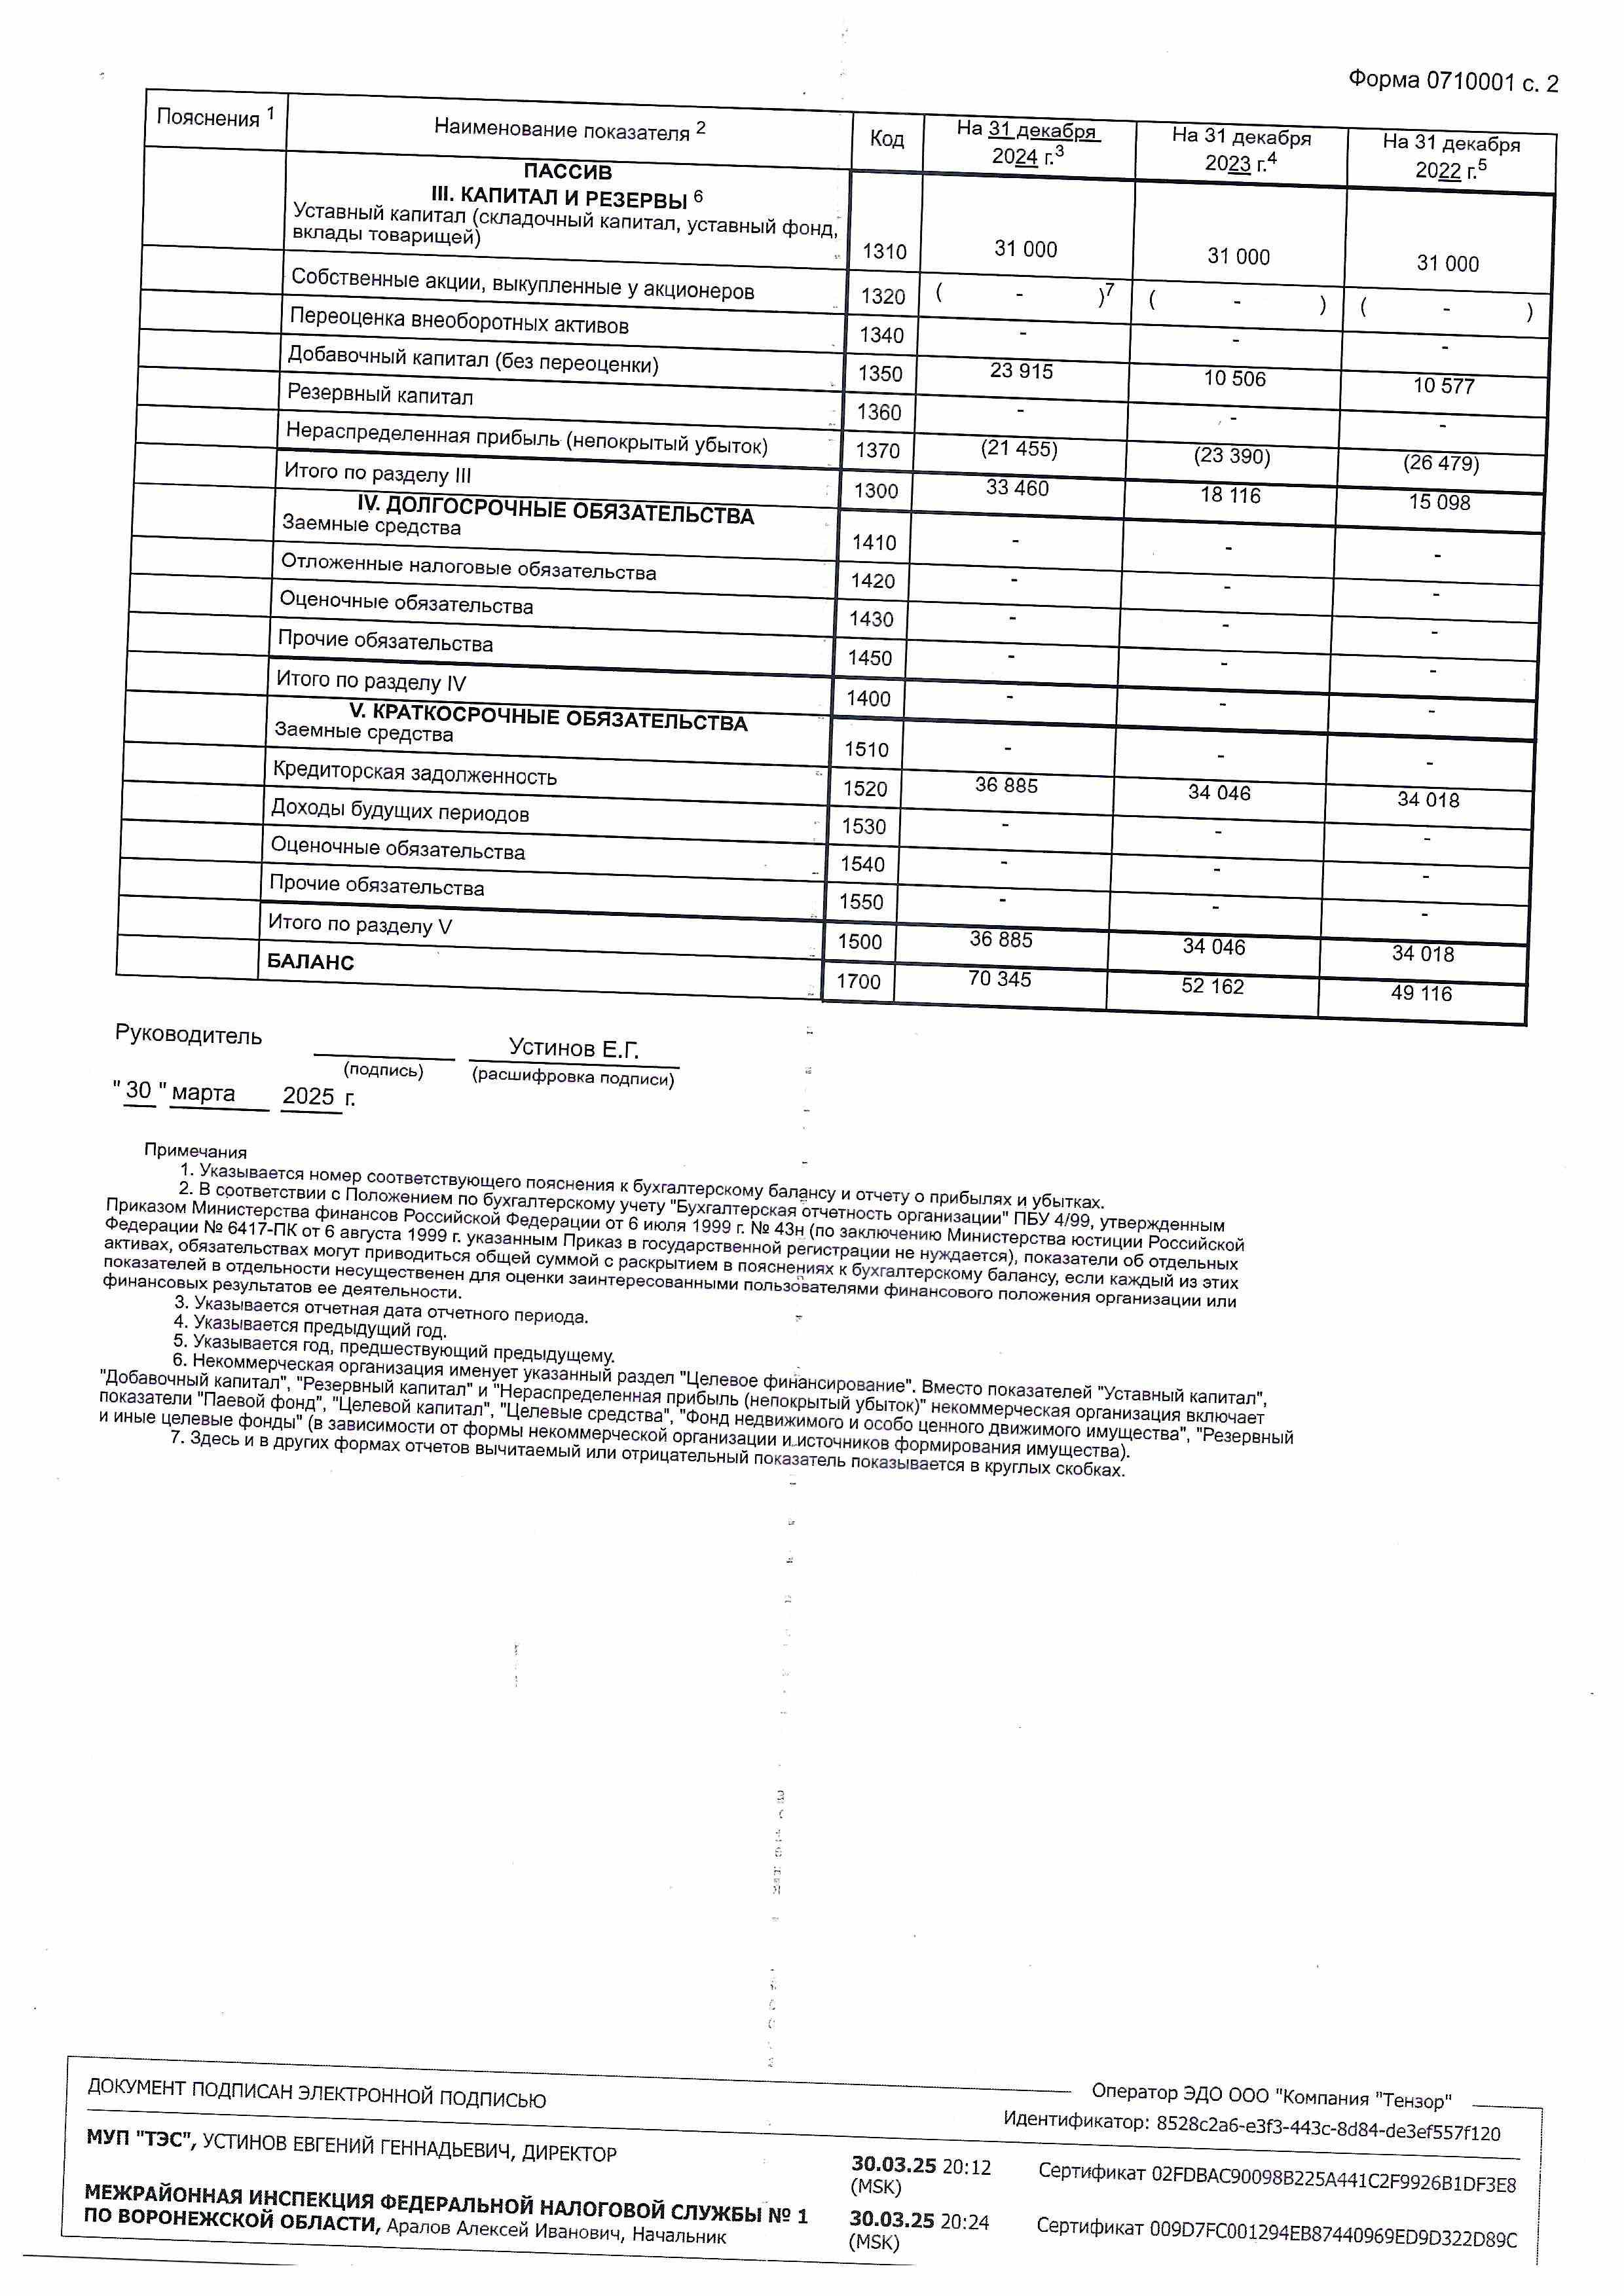 Форма 0710001 с. 2
Пояснения 1 Наименование показателя 2 Код На 31 декабря 2024 г.3 На 31 декабря 2023 г.4 На 31 декабря 2022 г.5
ПАССИВ
III. КАПИТАЛ И РЕЗЕРВЫ 6
Уставный капитал (складочный капитал, уставный фонд,
вклады товарищей) 1310 31 000 31 000 31 000
Собственные акции, выкупленные у акционеров 1320 ( - )7 ( - ) ( - )
Переоценка внеоборотных активов 1340 - - -
Добавочный капитал (без переоценки) 1350 23 915 10 506 10 577
Резервный капитал 1360 - - -
Нераспределенная прибыль (непокрытый убыток) 1370 (21 455) (23 390) (26 479)
Итого по разделу III 1300 33 460 18 116 15 098
IV. ДОЛГОСРОЧНЫЕ ОБЯЗАТЕЛЬСТВА
Заемные средства 1410 - - -
Отложенные налоговые обязательства 1420 - - -
Оценочные обязательства 1430 - - -
Прочие обязательства 1450 - - -
Итого по разделу IV 1400 - - -
V. КРАТКОСРОЧНЫЕ ОБЯЗАТЕЛЬСТВА
Заемные средства 1510 - - -
Кредиторская задолженность 1520 36 885 34 046 34 018
Доходы будущих периодов 1530 - - -
Оценочные обязательства 1540 - - -
Прочие обязательства 1550 - - -
Итого по разделу V 1500 36 885 34 046 34 018
БАЛАНС 1700 70 345 52 162 49 116
Руководитель Устинов Е.Г.
(подпись) (расшифровка подписи)
" 30 " марта 2025 г.
Примечания
1. Указывается номер соответствующего пояснения к бухгалтерскому балансу и отчету о прибылях и убытках.
2. В соответствии с Положением по бухгалтерскому учету "Бухгалтерская отчетность организации" ПБУ 4/99, утвержденным
Приказом Министерства финансов Российской Федерации от 6 июля 1999 г. № 43н (по заключению Министерства юстиции Российской
Федерации № 6417-ПК от 6 августа 1999 г. указанным Приказ в государственной регистрации не нуждается), показатели об отдельных
активах, обязательствах могут приводиться общей суммой с раскрытием в пояснениях к бухгалтерскому балансу, если каждый из этих
показателей в отдельности несущественен для оценки заинтересованными пользователями финансового положения организации или
финансовых результатов ее деятельности.
3. Указывается отчетная дата отчетного периода.
4. Указывается предыдущий год.
5. Указывается год, предшествующий предыдущему.
6. Некоммерческая организация именует указанный раздел "Целевое финансирование". Вместо показателей "Уставный капитал",
"Добавочный капитал", "Резервный капитал" и "Нераспределенная прибыль (непокрытый убыток)" некоммерческая организация включает
показатели "Паевой фонд", "Целевой капитал", "Целевые средства", "Фонд недвижимого и особо ценного движимого имущества", "Резервный
и иные целевые фонды" (в зависимости от формы некоммерческой организации и источников формирования имущества).
7. Здесь и в других формах отчетов вычитаемый или отрицательный показатель показывается в круглых скобках.
ДОКУМЕНТ ПОДПИСАН ЭЛЕКТРОННОЙ ПОДПИСЬЮ Оператор ЭДО ООО "Компания "Тензор"
Идентификатор: 8528c2a6-e3f3-443c-8d84-de3ef557f120
МУП "ТЭС", УСТИНОВ ЕВГЕНИЙ ГЕННАДЬЕВИЧ, ДИРЕКТОР 30.03.25 20:12 (MSK) Сертификат 02FDBAC90098B225A441C2F9926B1DF3E8
МЕЖРАЙОННАЯ ИНСПЕКЦИЯ ФЕДЕРАЛЬНОЙ НАЛОГОВОЙ СЛУЖБЫ № 1
ПО ВОРОНЕЖСКОЙ ОБЛАСТИ, Аралов Алексей Иванович, Начальник 30.03.25 20:24 (MSK) Сертификат 009D7FC001294EB87440969ED9D322D89C